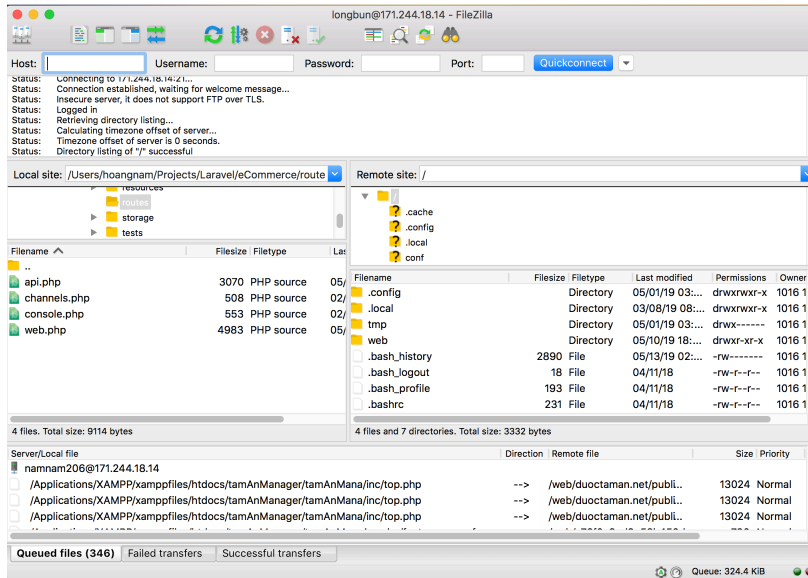 longbun@171.244.18.14 - FileZilla
Host: Username: Password: Port: Quickconnect
Status: Connecting to 171.244.18.14:21...
Status: Connection established, waiting for welcome message...
Status: Insecure server, it does not support FTP over TLS.
Status: Logged in
Status: Retrieving directory listing...
Status: Calculating timezone offset of server...
Status: Timezone offset of server is 0 seconds.
Status: Directory listing of "/" successful
Local site: /Users/hoangnam/Projects/Laravel/eCommerce/route
resources
routes
storage
tests
Filename Filesize Filetype Las
..
api.php 3070 PHP source 05/
channels.php 508 PHP source 02/
console.php 553 PHP source 02/
web.php 4983 PHP source 05/
4 files. Total size: 9114 bytes
Remote site: /
/
? .cache
? .config
? .local
? conf
Filename Filesize Filetype Last modified Permissions Owner
.config Directory 05/01/19 03:... drwxrwxr-x 1016 1
.local Directory 03/08/19 08:... drwxrwxr-x 1016 1
tmp Directory 05/01/19 03:... drwx------ 1016 1
web Directory 05/10/19 18:... drwxr-xr-x 1016 1
.bash_history 2890 File 05/13/19 02:... -rw------- 1016 1
.bash_logout 18 File 04/11/18 -rw-r--r-- 1016 1
.bash_profile 193 File 04/11/18 -rw-r--r-- 1016 1
.bashrc 231 File 04/11/18 -rw-r--r-- 1016 1
4 files and 7 directories. Total size: 3332 bytes
Server/Local file Direction Remote file Size Priority
namnam206@171.244.18.14
/Applications/XAMPP/xamppfiles/htdocs/tamAnManager/tamAnMana/inc/top.php --> /web/duoctaman.net/publi... 13024 Normal
/Applications/XAMPP/xamppfiles/htdocs/tamAnManager/tamAnMana/inc/top.php --> /web/duoctaman.net/publi... 13024 Normal
/Applications/XAMPP/xamppfiles/htdocs/tamAnManager/tamAnMana/inc/top.php --> /web/duoctaman.net/publi... 13024 Normal
Queued files (346) Failed transfers Successful transfers
Queue: 324.4 KiB